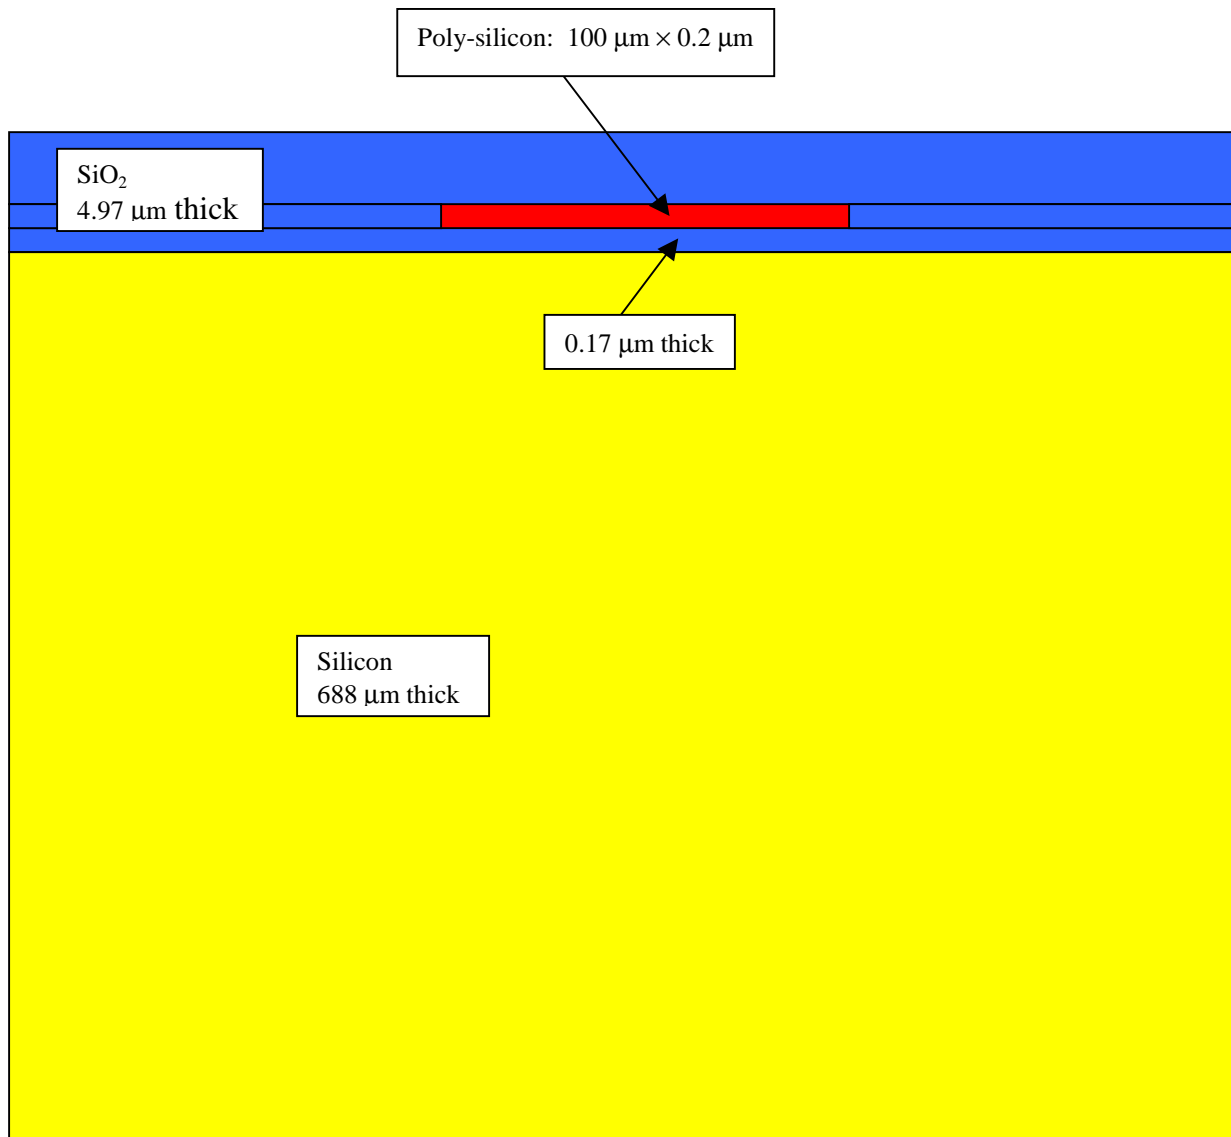 Poly-silicon: 100 μm × 0.2 μm
SiO₂
4.97 μm thick
0.17 μm thick
Silicon
688 μm thick